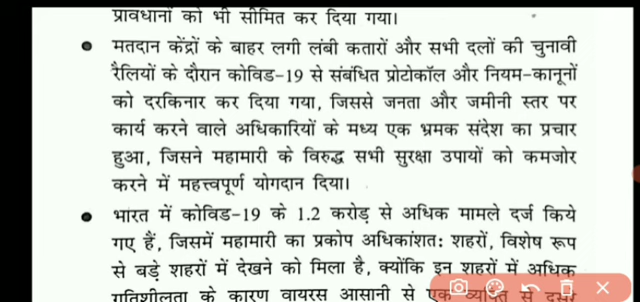 प्रावधानों को भी सीमित कर दिया गया।
● मतदान केंद्रों के बाहर लगी लंबी कतारों और सभी दलों की चुनावी
रैलियों के दौरान कोविड-19 से संबंधित प्रोटोकॉल और नियम-कानूनों
को दरकिनार कर दिया गया, जिससे जनता और जमीनी स्तर पर
कार्य करने वाले अधिकारियों के मध्य एक भ्रमक संदेश का प्रचार
हुआ, जिसने महामारी के विरुद्ध सभी सुरक्षा उपायों को कमजोर
करने में महत्त्वपूर्ण योगदान दिया।
● भारत में कोविड-19 के 1.2 करोड़ से अधिक मामले दर्ज किये
गए हैं, जिसमें महामारी का प्रकोप अधिकांशत: शहरों, विशेष रूप
से बड़े शहरों में देखने को मिला है, क्योंकि इन शहरों में अधिक
गतिशीलता के कारण वायरस आसानी से एक व्यक्ति से दूसरे